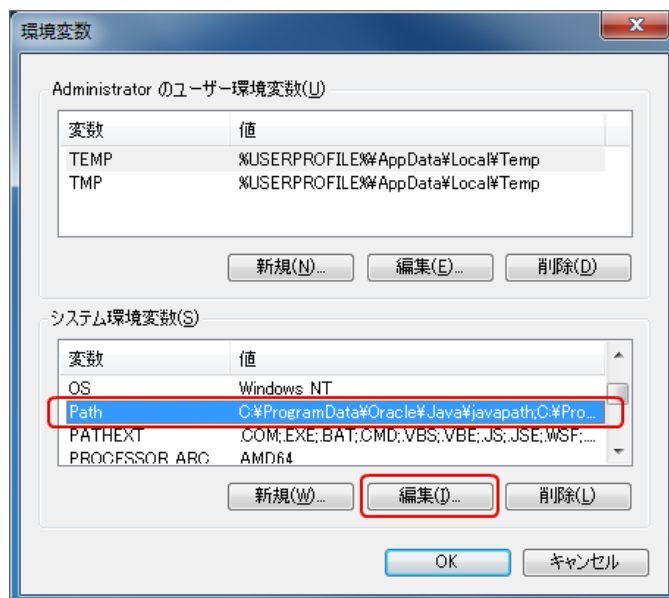 環境変数
Administrator のユーザー環境変数(U)
変数 値
TEMP %USERPROFILE%¥AppData¥Local¥Temp
TMP %USERPROFILE%¥AppData¥Local¥Temp
新規(N)... 編集(E)... 削除(D)
システム環境変数(S)
変数 値
OS Windows_NT
Path C:¥ProgramData¥Oracle¥Java¥javapath;C:¥Pro...
PATHEXT .COM;.EXE;.BAT;.CMD;.VBS;.VBE;.JS;.JSE;.WSF;...
PROCESSOR_ARC... AMD64
新規(W)... 編集(I)... 削除(L)
OK キャンセル